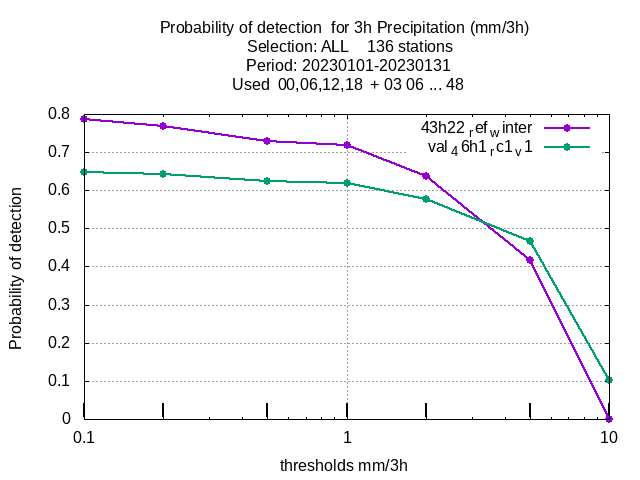 Probability of detection  for 3h Precipitation (mm/3h)
Selection: ALL    136 stations
Period: 20230101-20230131
Used  00,06,12,18  + 03 06 ... 48
43h22ref_winter
val46h1rc1v1
0.8
0.7
0.6
0.5
0.4
0.3
0.2
0.1
0
Probability of detection
0.1 1 10
thresholds mm/3h